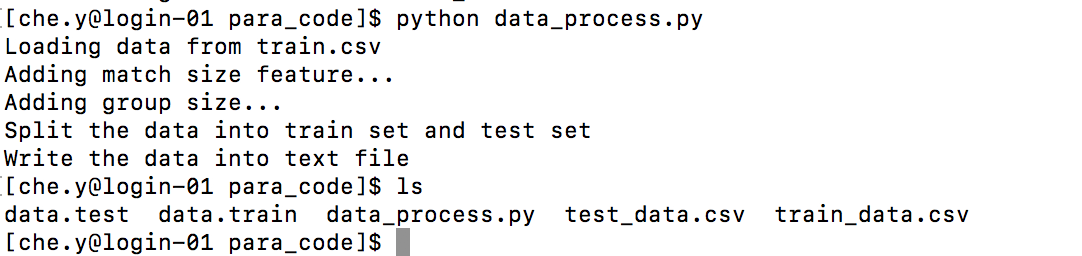 [che.y@login-01 para_code]$ python data_process.py
Loading data from train.csv
Adding match size feature...
Adding group size...
Split the data into train set and test set
Write the data into text file
[che.y@login-01 para_code]$ ls
data.test  data.train  data_process.py  test_data.csv  train_data.csv
[che.y@login-01 para_code]$